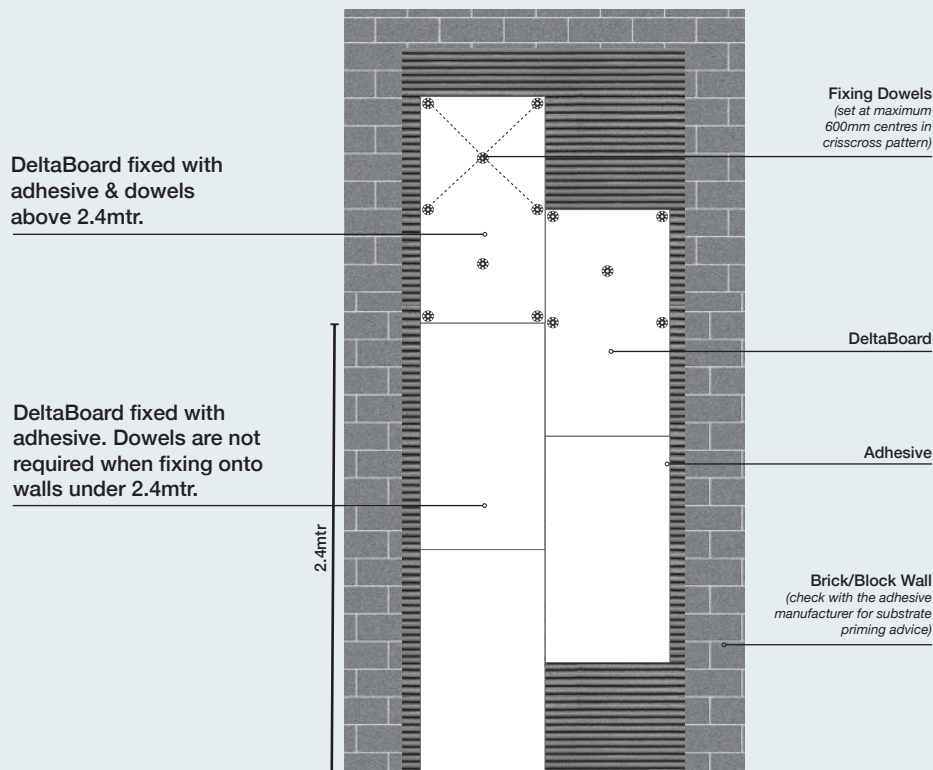 DeltaBoard fixed with
adhesive & dowels
above 2.4mtr.
DeltaBoard fixed with
adhesive. Dowels are not
required when fixing onto
walls under 2.4mtr.
2.4mtr
Fixing Dowels
(set at maximum
600mm centres in
crisscross pattern)
DeltaBoard
Adhesive
Brick/Block Wall
(check with the adhesive
manufacturer for substrate
priming advice)